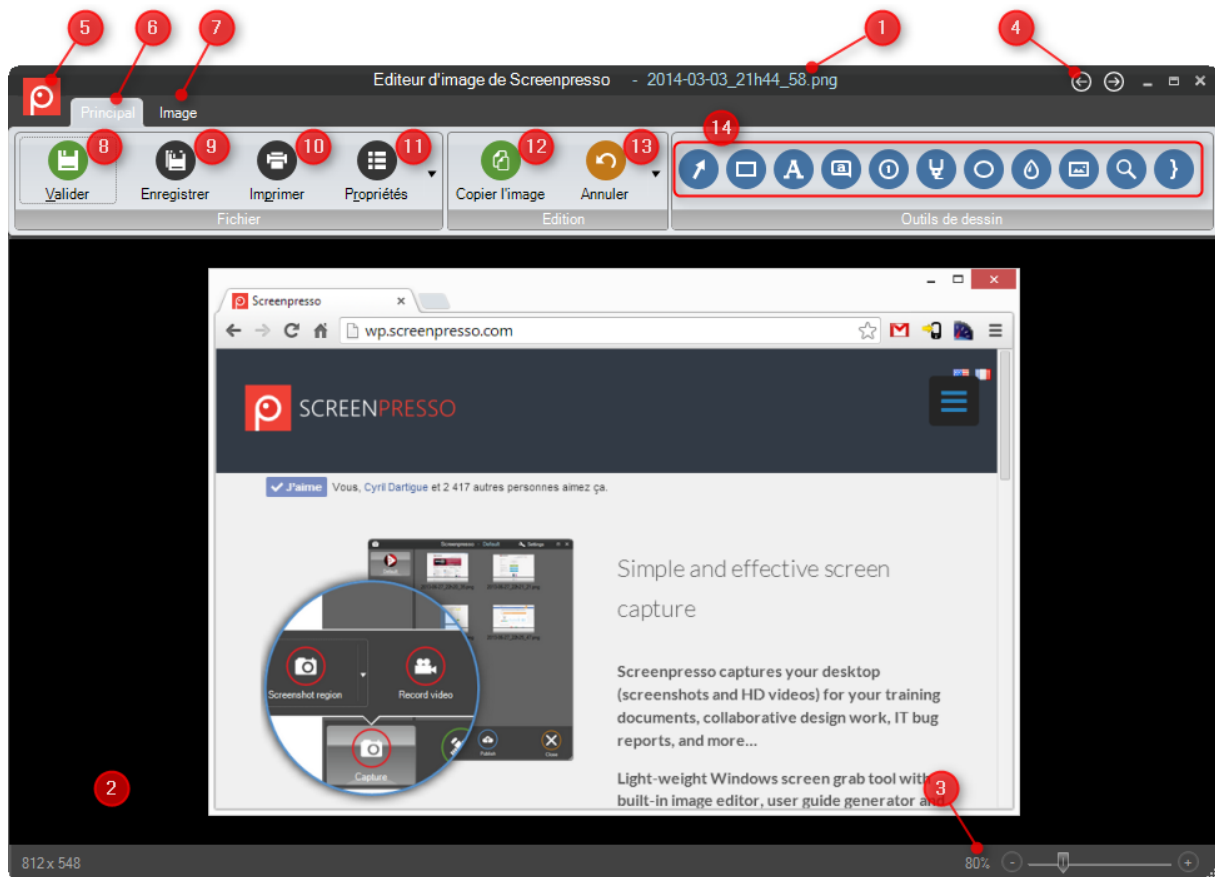 5 6 7 1 4
Editeur d'image de Screenpresso - 2014-03-03_21h44_58.png
Principal Image
8 9 10 11 12 13 14
Valider Enregistrer Imprimer Propriétés Copier l'image Annuler
Fichier Edition Outils de dessin
Screenpresso
wp.screenpresso.com
SCREENPRESSO
J'aime Vous, Cyril Dartigue et 2 417 autres personnes aimez ça.
Screenpresso Default Settings
Simple and effective screen
capture
Screenshot region Record video
Publish Close
Capture
Screenpresso captures your desktop
(screenshots and HD videos) for your training
documents, collaborative design work, IT bug
reports, and more...
Light-weight Windows screen grab tool with
built-in image editor, user guide generator and
2 3
812 x 548 80%